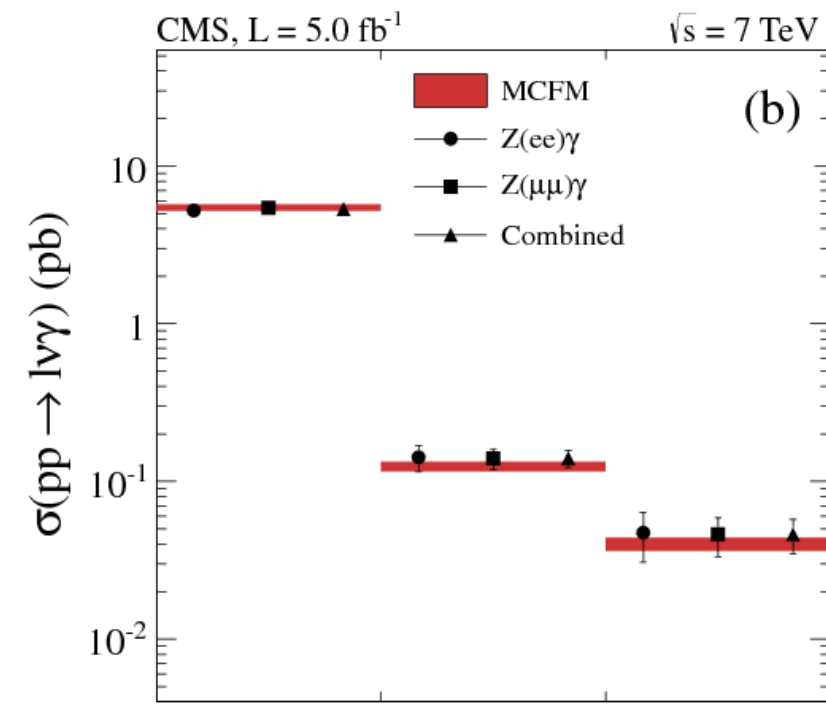 CMS, L = 5.0 fb⁻¹ √s = 7 TeV
MCFM
(b)
Z(ee)γ
Z(μμ)γ
Combined
σ(pp → lνγ) (pb)
10
1
10⁻¹
10⁻²